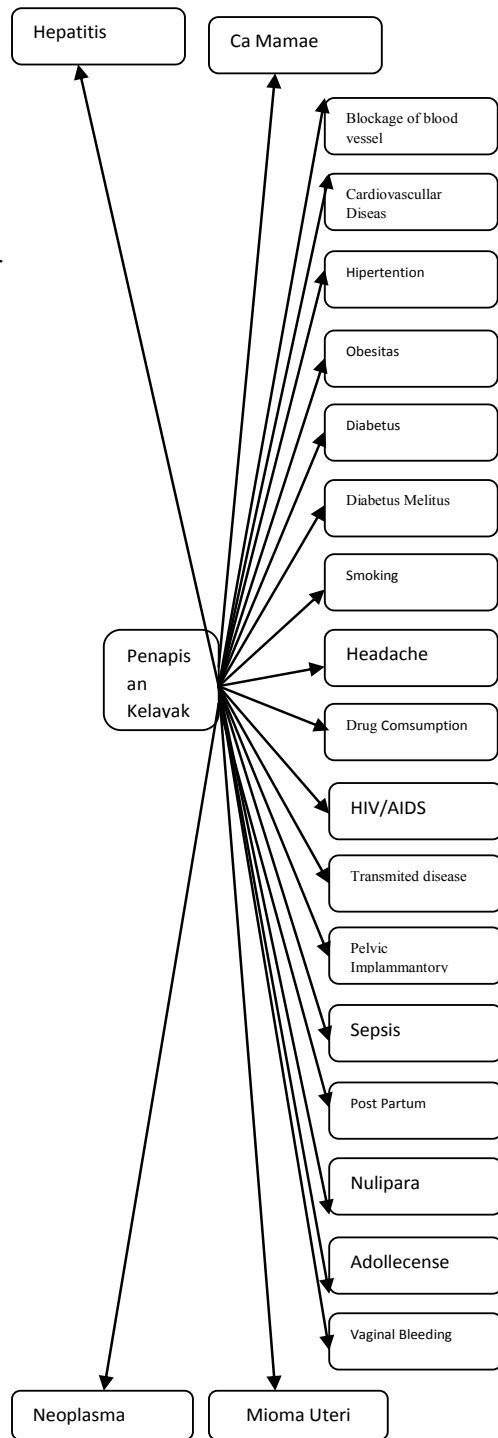 Hepatitis
Ca Mamae
Blockage of blood
vessel
Cardiovascullar
Diseas
Hipertention
Obesitas
Diabetus
Diabetus Melitus
Smoking
Penapis
an
Kelayak
Headache
Drug Comsumption
HIV/AIDS
Transmited disease
Pelvic
Implammantory
Sepsis
Post Partum
Nulipara
Adollecense
Vaginal Bleeding
Neoplasma
Mioma Uteri